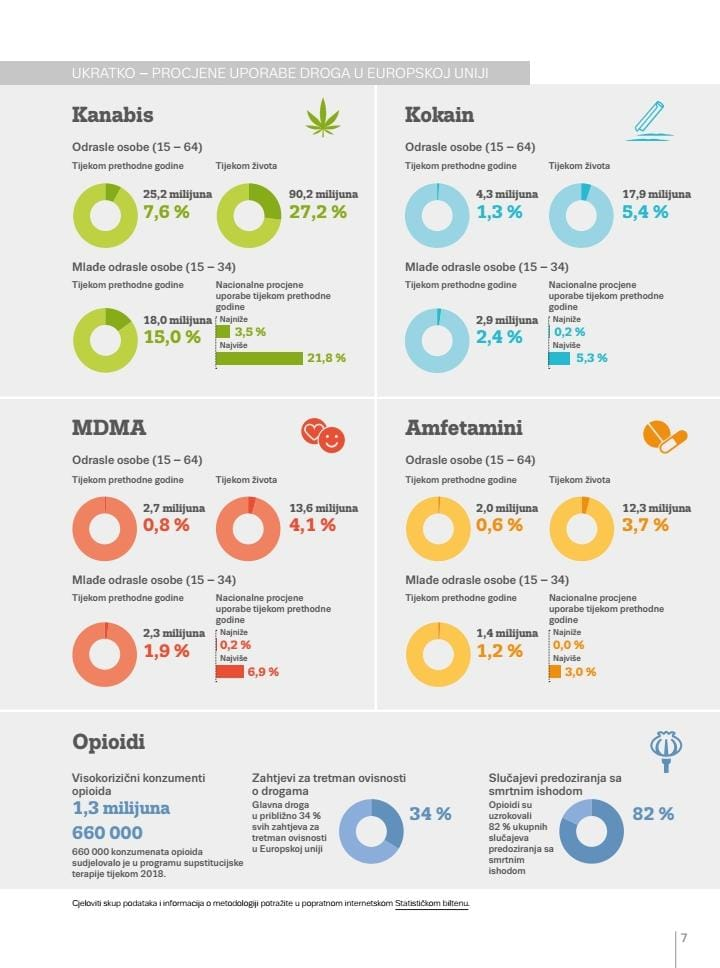 UKRATKO – PROCJENE UPORABE DROGA U EUROPSKOJ UNIJI
Kanabis
Odrasle osobe (15 – 64)
Tijekom prethodne godine
Tijekom života
25,2 milijuna
7,6 %
90,2 milijuna
27,2 %
Mlađe odrasle osobe (15 – 34)
Tijekom prethodne godine
Nacionalne procjene
uporabe tijekom prethodne
godine
18,0 milijuna
15,0 %
Najniže
3,5 %
Najviše
21,8 %
Kokain
Odrasle osobe (15 – 64)
Tijekom prethodne godine
Tijekom života
4,3 milijuna
1,3 %
17,9 milijuna
5,4 %
Mlađe odrasle osobe (15 – 34)
Tijekom prethodne godine
Nacionalne procjene
uporabe tijekom prethodne
godine
2,9 milijuna
2,4 %
Najniže
0,2 %
Najviše
5,3 %
MDMA
Odrasle osobe (15 – 64)
Tijekom prethodne godine
Tijekom života
2,7 milijuna
0,8 %
13,6 milijuna
4,1 %
Mlađe odrasle osobe (15 – 34)
Tijekom prethodne godine
Nacionalne procjene
uporabe tijekom prethodne
godine
2,3 milijuna
1,9 %
Najniže
0,2 %
Najviše
6,9 %
Amfetamini
Odrasle osobe (15 – 64)
Tijekom prethodne godine
Tijekom života
2,0 milijuna
0,6 %
12,3 milijuna
3,7 %
Mlađe odrasle osobe (15 – 34)
Tijekom prethodne godine
Nacionalne procjene
uporabe tijekom prethodne
godine
1,4 milijuna
1,2 %
Najniže
0,0 %
Najviše
3,0 %
Opioidi
Visokorizični konzumenti
opioida
1,3 milijuna
660 000
660 000 konzumenata opioida
sudjelovalo je u programu supstitucijske
terapije tijekom 2018.
Zahtjevi za tretman ovisnosti
o drogama
Glavna droga
u približno 34 %
svih zahtjeva za
tretman ovisnosti
u Europskoj uniji
34 %
Slučajevi predoziranja sa
smrtnim ishodom
Opioidi su
uzrokovali
82 % ukupnih
slučajeva
predoziranja sa
smrtnim
ishodom
82 %
Cjeloviti skup podataka i informacija o metodologiji potražite u popratnom internetskom Statističkom biltenu.
7